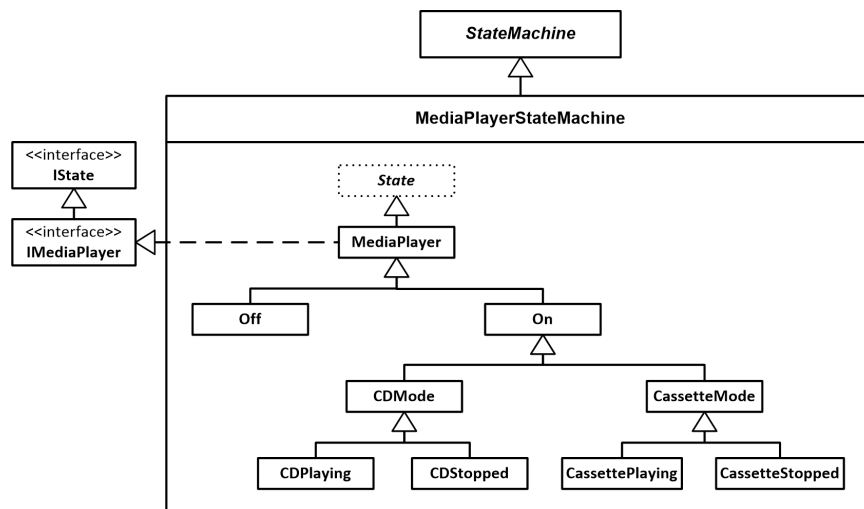 StateMachine
MediaPlayerStateMachine
<<interface>>
IState
State
<<interface>>
IMediaPlayer
MediaPlayer
Off
On
CDMode
CassetteMode
CDPlaying
CDStopped
CassettePlaying
CassetteStopped